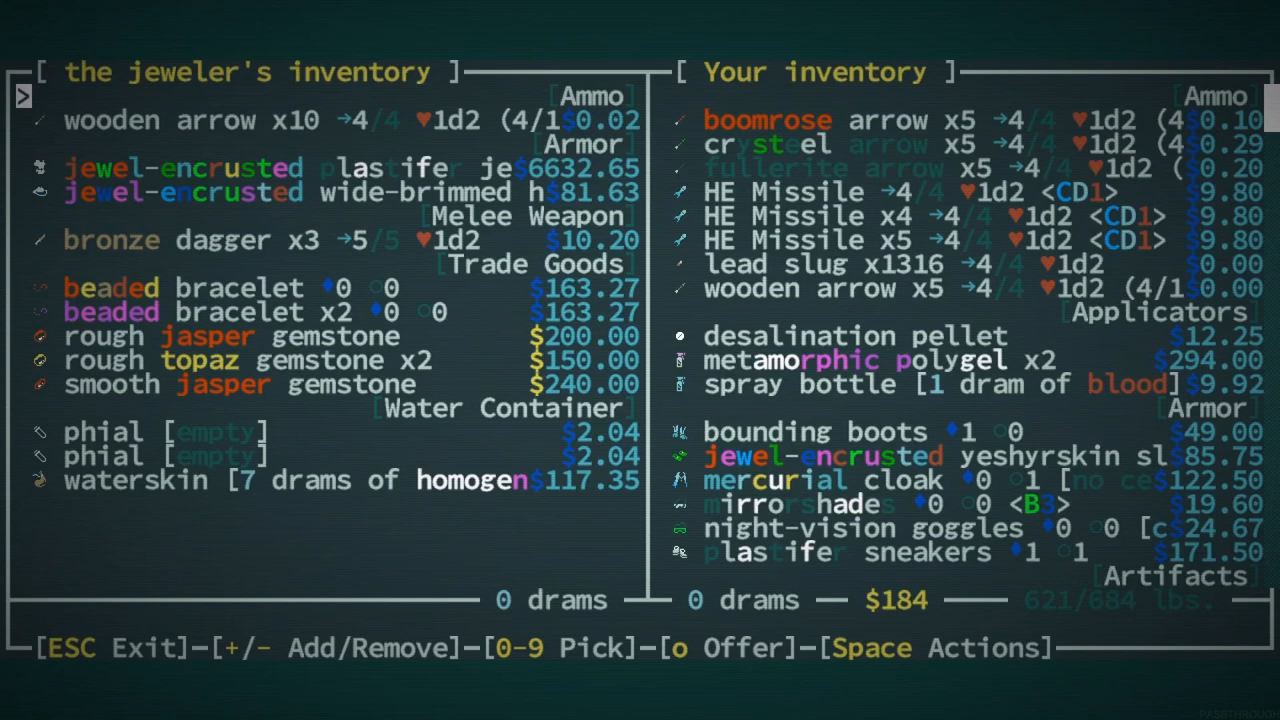 [ the jeweler's inventory ]
>
[Ammo]
wooden arrow x10 →4/4 ♥1d2 (4/1 $0.02
[Armor]
jewel-encrusted plastifer je $6632.65
jewel-encrusted wide-brimmed h $81.63
[Melee Weapon]
bronze dagger x3 →5/5 ♥1d2 $10.20
[Trade Goods]
beaded bracelet ♦0 ○0 $163.27
beaded bracelet x2 ♦0 ○0 $163.27
rough jasper gemstone $200.00
rough topaz gemstone x2 $150.00
smooth jasper gemstone $240.00
[Water Container]
phial [empty] $2.04
phial [empty] $2.04
waterskin [7 drams of homogen $117.35
0 drams
[ Your inventory ]
[Ammo]
boomrose arrow x5 →4/4 ♥1d2 (4 $0.10
crysteel arrow x5 →4/4 ♥1d2 (4 $0.29
fullerite arrow x5 →4/4 ♥1d2 ( $0.20
HE Missile →4/4 ♥1d2 <CD1> $9.80
HE Missile x4 →4/4 ♥1d2 <CD1> $9.80
HE Missile x5 →4/4 ♥1d2 <CD1> $9.80
lead slug x1316 →4/4 ♥1d2 $0.00
wooden arrow x5 →4/4 ♥1d2 (4/1 $0.00
[Applicators]
desalination pellet $12.25
metamorphic polygel x2 $294.00
spray bottle [1 dram of blood] $9.92
[Armor]
bounding boots ♦1 ○0 $49.00
jewel-encrusted yeshyrskin sl $85.75
mercurial cloak ♦0 ○1 [no ce $122.50
mirrorshades ♦0 ○0 <B3> $19.60
night-vision goggles ♦0 ○0 [c $24.67
plastifer sneakers ♦1 ○1 $171.50
[Artifacts]
0 drams — $184 — 621/684 lbs.
[ESC Exit]—[+/- Add/Remove]—[0-9 Pick]—[o Offer]—[Space Actions]